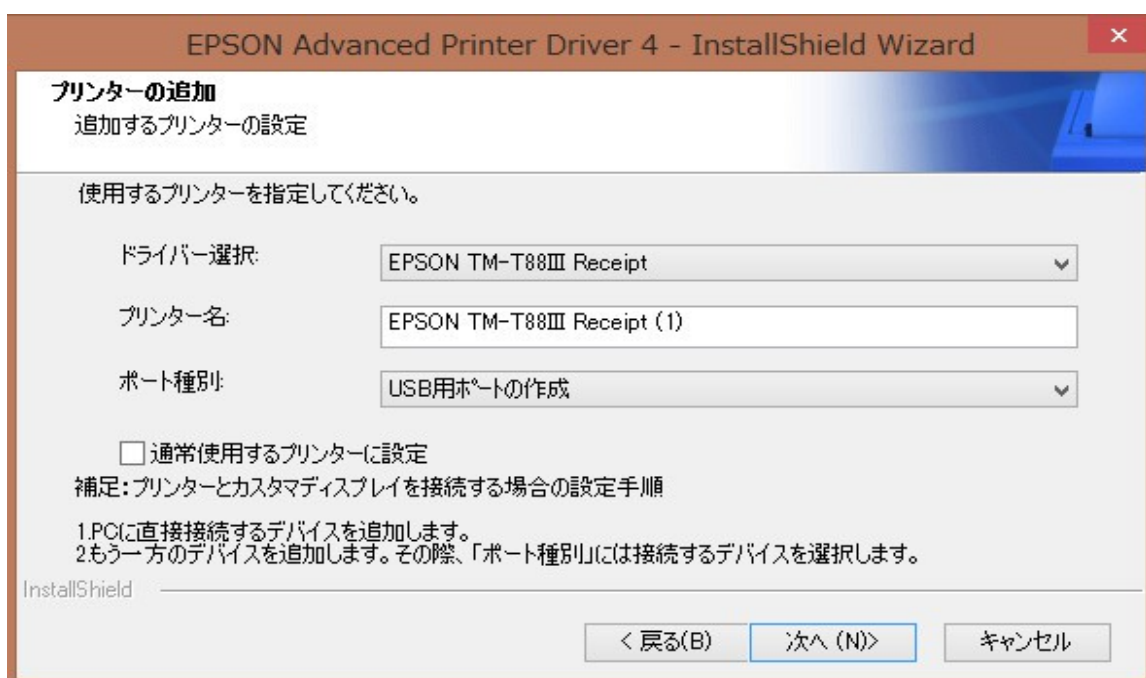 EPSON Advanced Printer Driver 4 - InstallShield Wizard
プリンターの追加
追加するプリンターの設定
使用するプリンターを指定してください。
ドライバー選択: EPSON TM-T88Ⅲ Receipt
プリンター名: EPSON TM-T88Ⅲ Receipt (1)
ポート種別: USB用ポートの作成
通常使用するプリンターに設定
補足:プリンターとカスタマディスプレイを接続する場合の設定手順
1.PCに直接接続するデバイスを追加します。
2.もう一方のデバイスを追加します。その際、「ポート種別」には接続するデバイスを選択します。
InstallShield
< 戻る(B) 次へ (N)> キャンセル